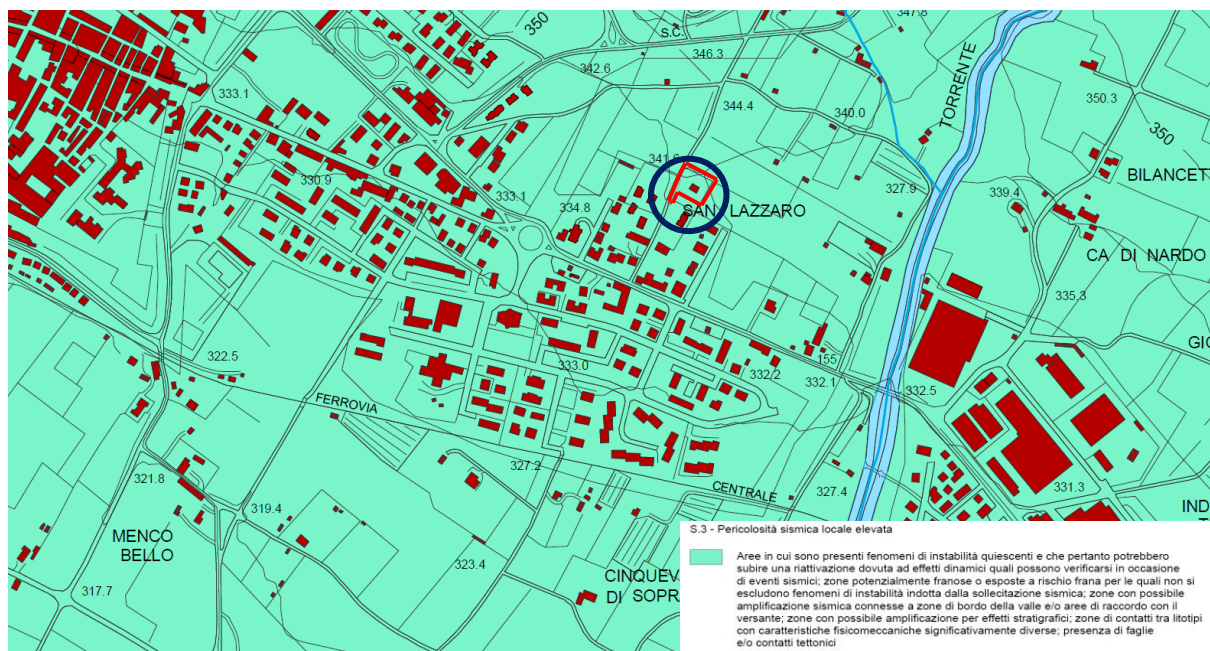 350
S.C.
347.8
346.3
342.6
333.1
344.4
340.0
TORRENTE
350.3
350
341.6
BILANCET
330.9
327.9
339.4
333.1
334.8
SAN LAZZARO
CA DI NARDO
335.3
GIO
322.5
333.0
155
332.2
332.1
332.5
FERROVIA
327.2
CENTRALE
327.4
331.3
321.8
319.4
IND
MENCO
BELLO
323.4
317.7
CINQUEV
DI SOPRA
S.3 - Pericolosità sismica locale elevata
Aree in cui sono presenti fenomeni di instabilità quiescenti e che pertanto potrebbero
subire una riattivazione dovuta ad effetti dinamici quali possono verificarsi in occasione
di eventi sismici; zone potenzialmente franose o esposte a rischio frana per le quali non si
escludono fenomeni di instabilità indotta dalla sollecitazione sismica; zone con possibile
amplificazione sismica connesse a zone di bordo della valle e/o aree di raccordo con il
versante; zone con possibile amplificazione per effetti stratigrafici; zone di contatti tra litotipi
con caratteristiche fisicomeccaniche significativamente diverse; presenza di faglie
e/o contatti tettonici